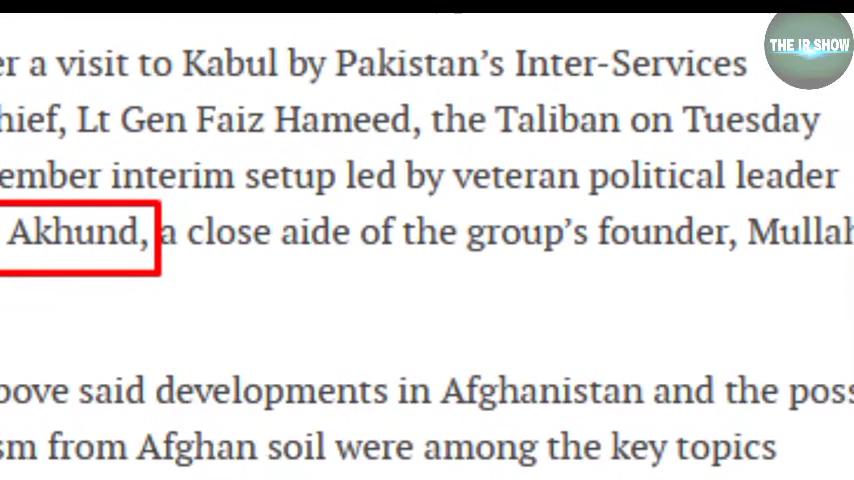 THE IR SHOW
er a visit to Kabul by Pakistan's Inter-Services
hief, Lt Gen Faiz Hameed, the Taliban on Tuesday
ember interim setup led by veteran political leader
Akhund, a close aide of the group's founder, Mullah
bove said developments in Afghanistan and the poss
sm from Afghan soil were among the key topics